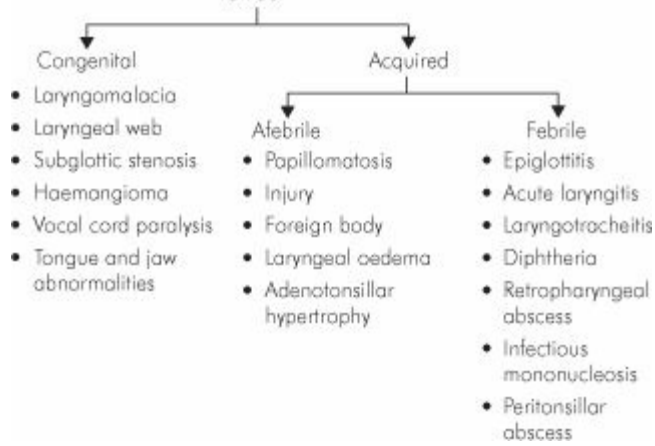 Congenital
Acquired
• Laryngomalacia
• Laryngeal web
• Subglottic stenosis
• Haemangioma
• Vocal cord paralysis
• Tongue and jaw
abnormalities
Afebrile
• Papillomatosis
• Injury
• Foreign body
• Laryngeal oedema
• Adenotonsillar
hypertrophy
Febrile
• Epiglottitis
• Acute laryngitis
• Laryngotracheitis
• Diphtheria
• Retropharyngeal
abscess
• Infectious
mononucleosis
• Peritonsillar
abscess